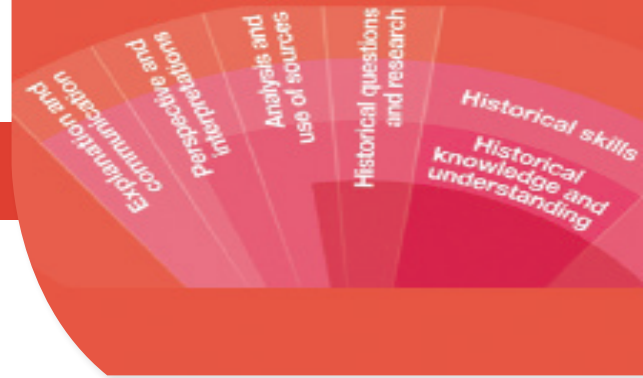 Explanation and
communication
Perspective and
interpretations
Analysis and
use of sources
Historical questions
and research
Historical skills
Historical
knowledge and
understanding